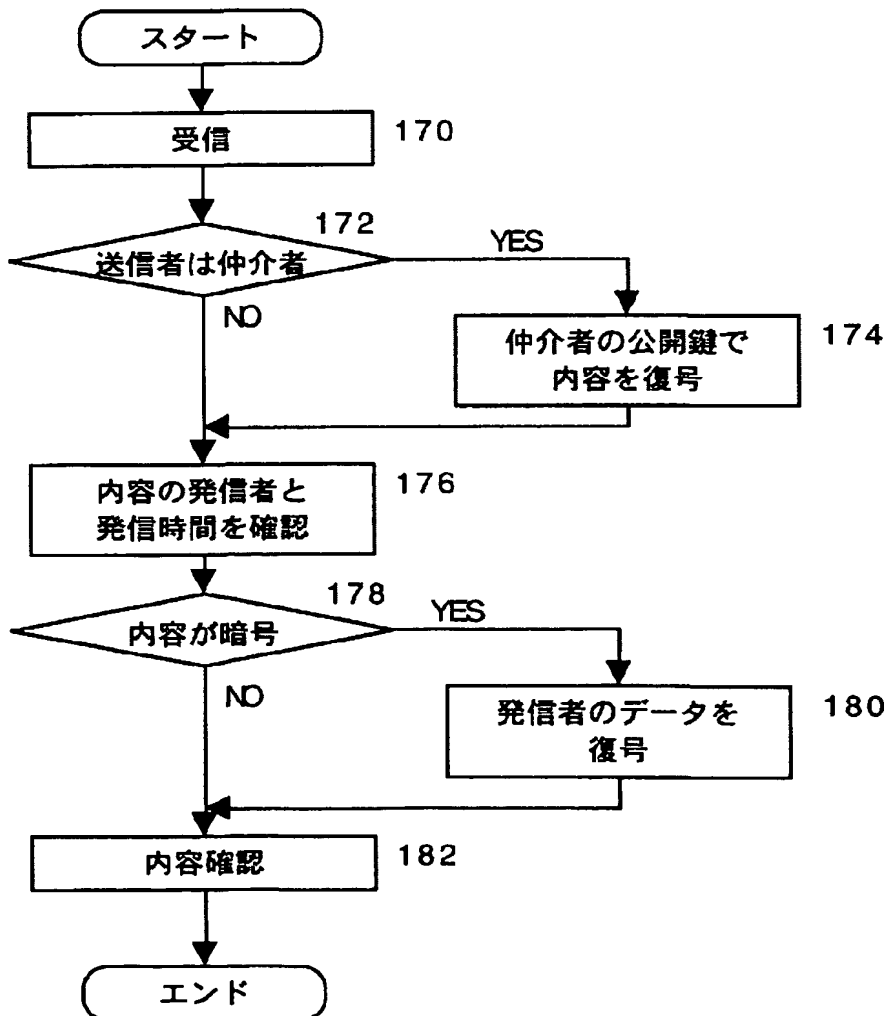 スタート
受信
170
172
送信者は仲介者
YES
NO
仲介者の公開鍵で
内容を復号
174
内容の発信者と
発信時間を確認
176
178
内容が暗号
YES
NO
発信者のデータを
復号
180
内容確認
182
エンド